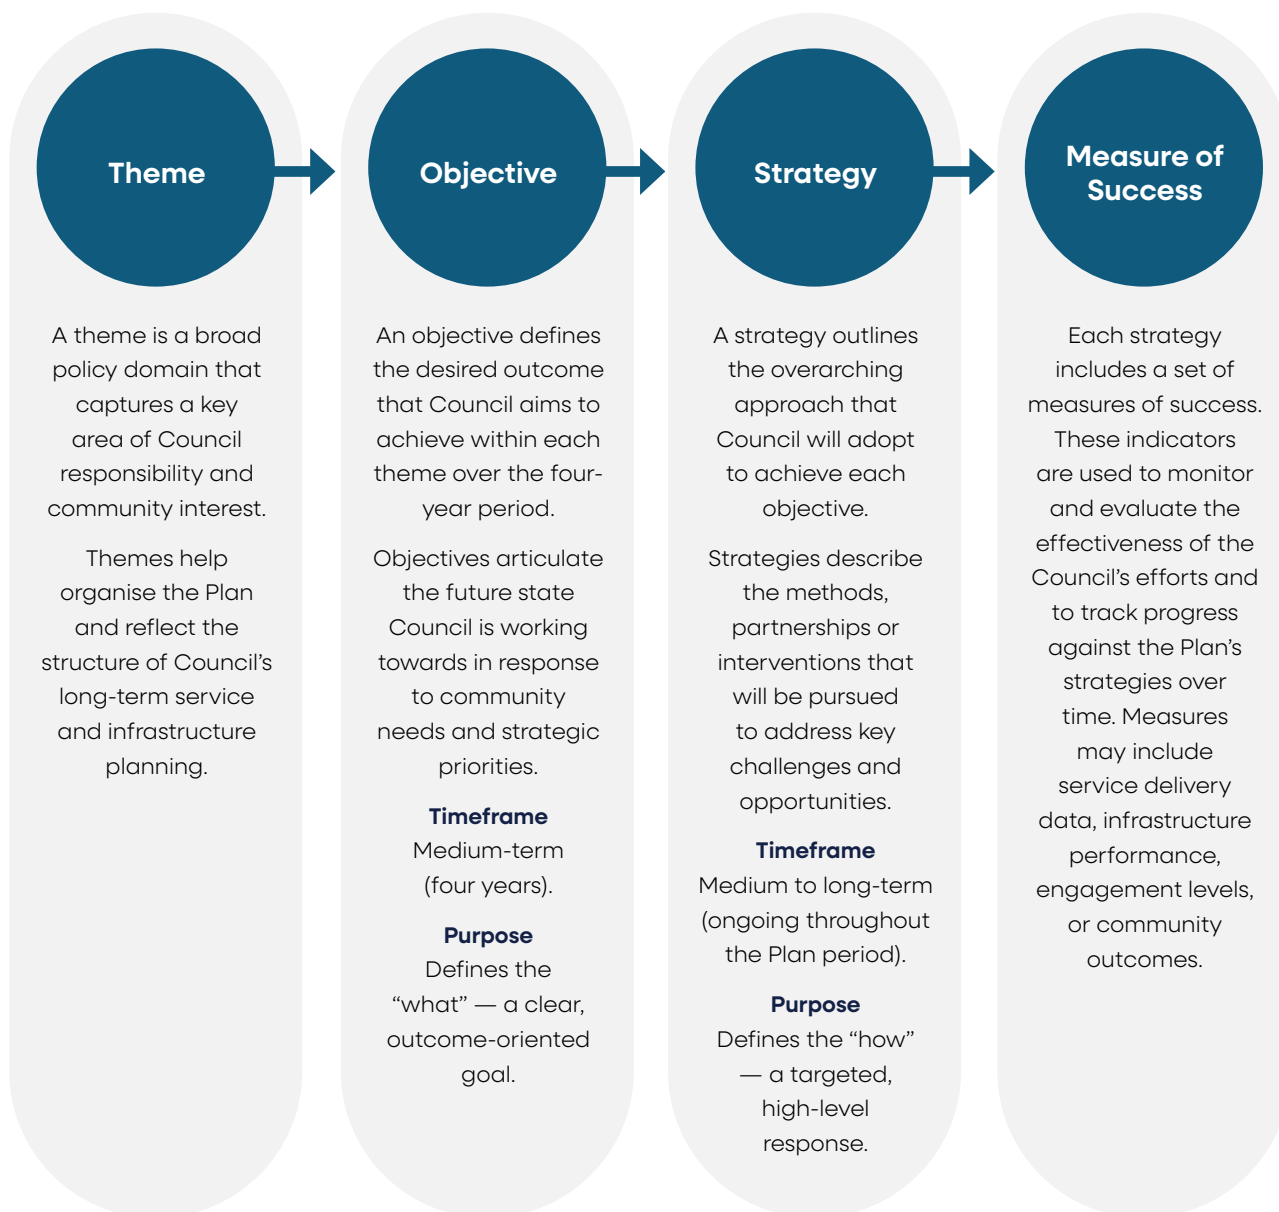 Theme
A theme is a broad
policy domain that
captures a key
area of Council
responsibility and
community interest.
Themes help
organise the Plan
and reflect the
structure of Council’s
long-term service
and infrastructure
planning.
Objective
An objective defines
the desired outcome
that Council aims to
achieve within each
theme over the four-
year period.
Objectives articulate
the future state
Council is working
towards in response
to community
needs and strategic
priorities.
Timeframe
Medium-term
(four years).
Purpose
Defines the
“what” — a clear,
outcome-oriented
goal.
Strategy
A strategy outlines
the overarching
approach that
Council will adopt
to achieve each
objective.
Strategies describe
the methods,
partnerships or
interventions that
will be pursued
to address key
challenges and
opportunities.
Timeframe
Medium to long-term
(ongoing throughout
the Plan period).
Purpose
Defines the “how”
— a targeted,
high-level
response.
Measure of
Success
Each strategy
includes a set of
measures of success.
These indicators
are used to monitor
and evaluate the
effectiveness of the
Council’s efforts and
to track progress
against the Plan’s
strategies over
time. Measures
may include
service delivery
data, infrastructure
performance,
engagement levels,
or community
outcomes.